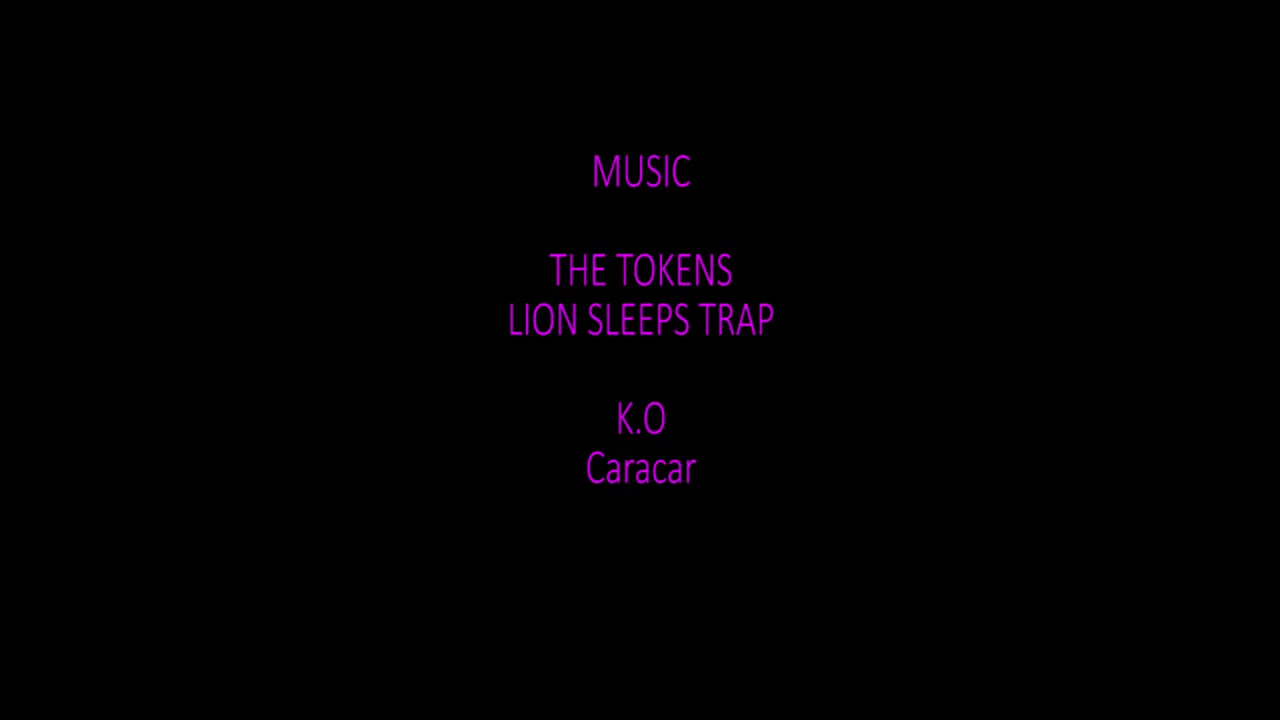 MUSIC
THE TOKENS
LION SLEEPS TRAP
K.O
Caracar